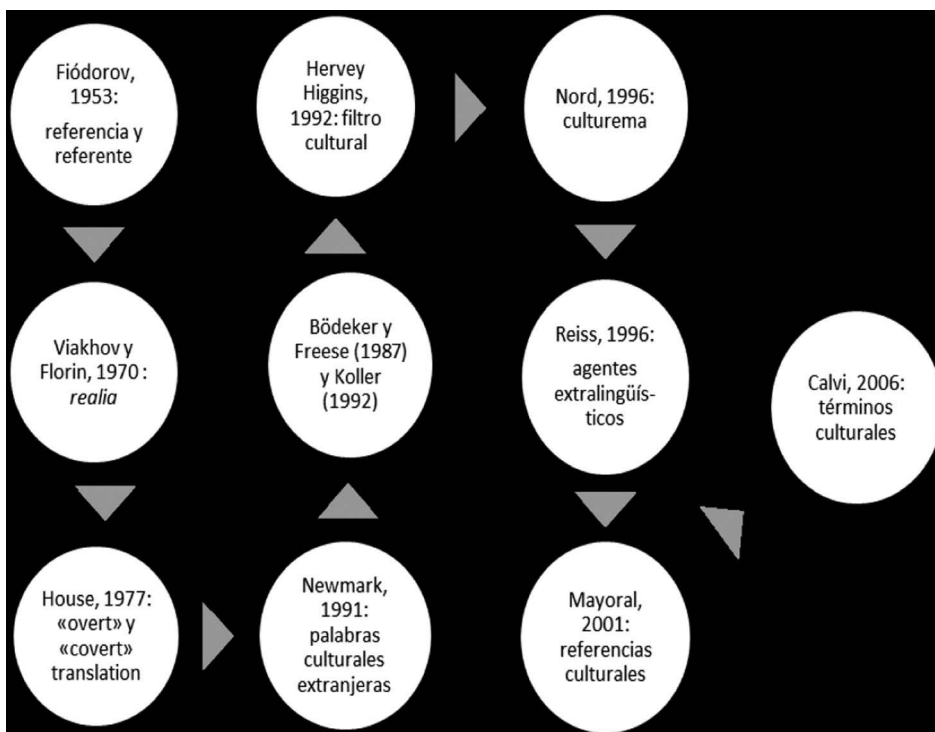 Fiódorov,
1953:
referencia y
referente
Viakhov y
Florin, 1970 :
realia
House, 1977:
«overt» y
«covert»
translation
Newmark,
1991:
palabras
culturales
extranjeras
Bödeker y
Freese (1987)
y Koller
(1992)
Hervey
Higgins,
1992: filtro
cultural
Nord, 1996:
culturema
Reiss, 1996:
agentes
extralingüís-
ticos
Mayoral,
2001:
referencias
culturales
Calvi, 2006:
términos
culturales